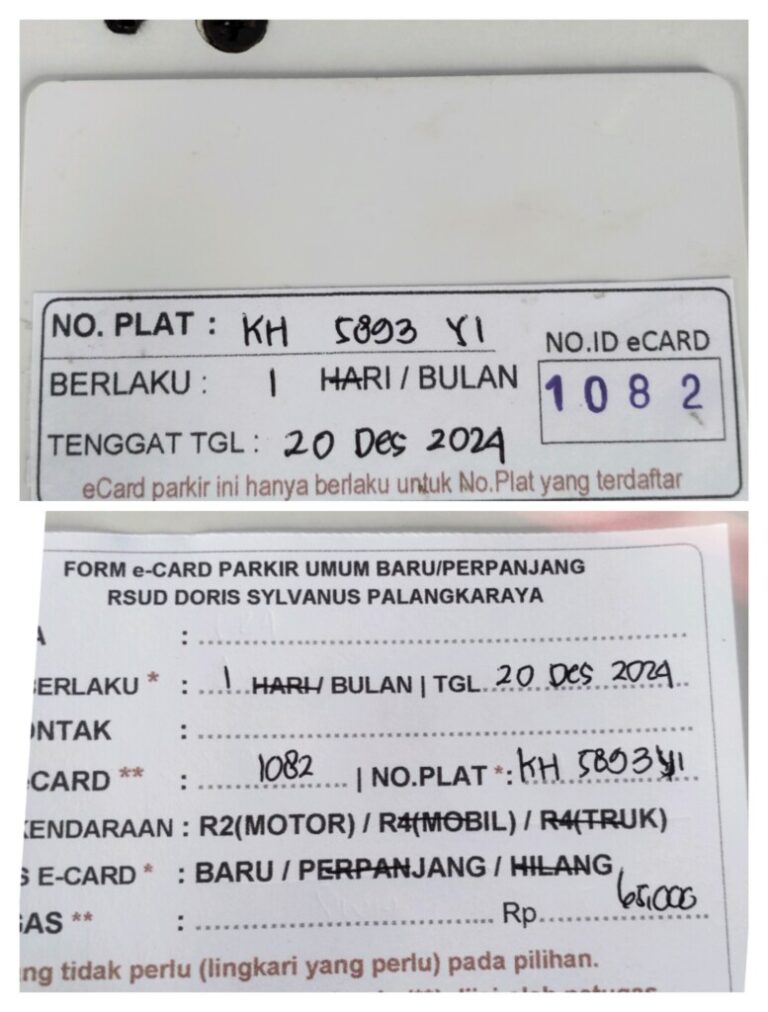 NO. PLAT : KH 5893 YI
NO.ID eCARD
BERLAKU : 1 HARI / BULAN
1082
TENGGAT TGL : 20 Des 2024
eCard parkir ini hanya berlaku untuk No.Plat yang terdaftar
FORM e-CARD PARKIR UMUM BARU/PERPANJANG
RSUD DORIS SYLVANUS PALANGKARAYA
A : ..........
ERLAKU * : 1 HARI / BULAN | TGL. 20 Des 2024
NTAK : ..........
CARD ** : 1082 | NO.PLAT *: KH 5893 YI
KENDARAAN : R2(MOTOR) / R4(MOBIL) / R4(TRUK)
S E-CARD * : BARU / PERPANJANG / HILANG
AS ** : .......... Rp. 65,000
ng tidak perlu (lingkari yang perlu) pada pilihan.